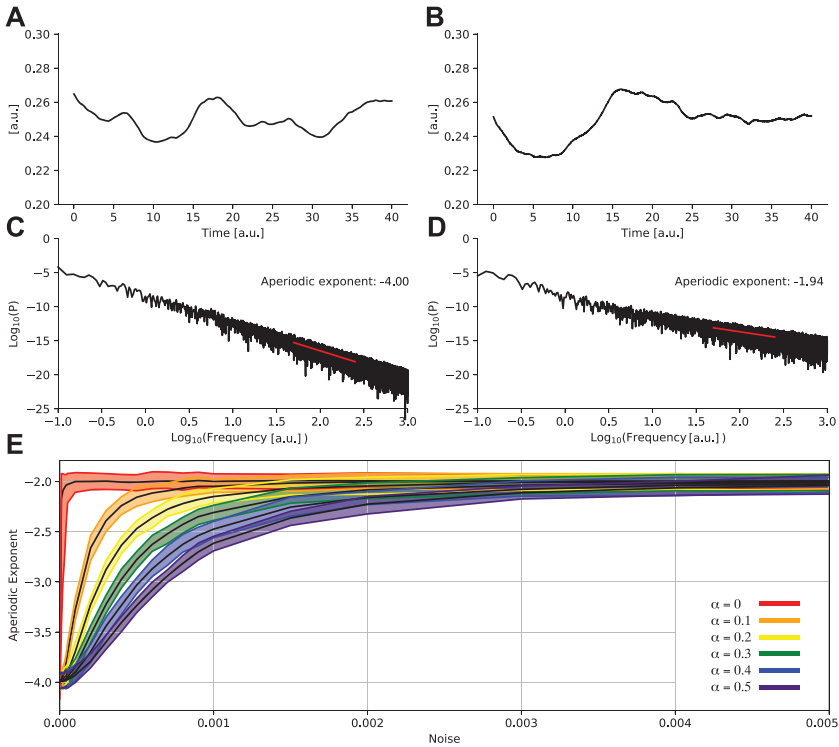 A
B
0.30
0.28
0.26
0.24
0.22
0.20
[a.u.]
0 5 10 15 20 25 30 35 40
Time [a.u.]
0.30
0.28
0.26
0.24
0.22
0.20
0 5 10 15 20 25 30 35 40
Time [a.u.]
C
D
0
−5
−10
−15
−20
−25
Log10(P)
Aperiodic exponent: -4.00
−1.0 −0.5 0.0 0.5 1.0 1.5 2.0 2.5 3.0
Log10(Frequency [a.u.])
0
−5
−10
−15
−20
−25
Log10(P)
Aperiodic exponent: -1.94
−1.0 −0.5 0.0 0.5 1.0 1.5 2.0 2.5 3.0
Log10(Frequency [a.u.])
E
−2.0
−2.5
−3.0
−3.5
−4.0
Aperiodic Exponent
α = 0
α = 0.1
α = 0.2
α = 0.3
α = 0.4
α = 0.5
0.000 0.001 0.002 0.003 0.004 0.005
Noise